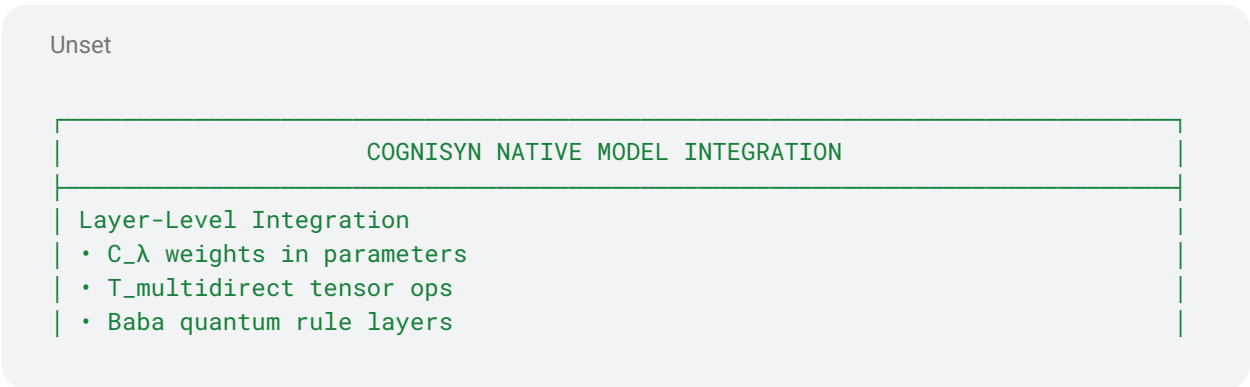 Unset
COGNISYN NATIVE MODEL INTEGRATION
Layer-Level Integration
• C_λ weights in parameters
• T_multidirect tensor ops
• Baba quantum rule layers